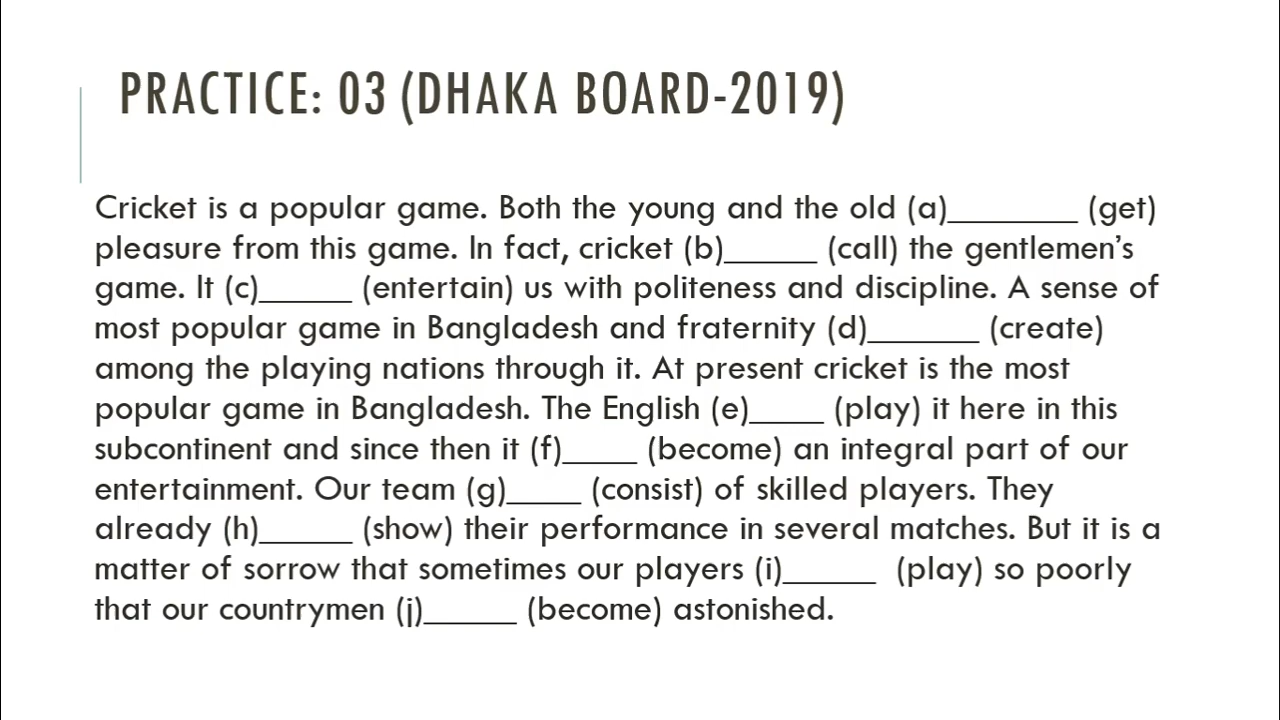 PRACTICE: 03 (DHAKA BOARD-2019)
Cricket is a popular game. Both the young and the old (a)________ (get)
pleasure from this game. In fact, cricket (b)______ (call) the gentlemen’s
game. It (c)______ (entertain) us with politeness and discipline. A sense of
most popular game in Bangladesh and fraternity (d)_______ (create)
among the playing nations through it. At present cricket is the most
popular game in Bangladesh. The English (e)_____ (play) it here in this
subcontinent and since then it (f)_____ (become) an integral part of our
entertainment. Our team (g)_____ (consist) of skilled players. They
already (h)______ (show) their performance in several matches. But it is a
matter of sorrow that sometimes our players (i)______ (play) so poorly
that our countrymen (j)______ (become) astonished.